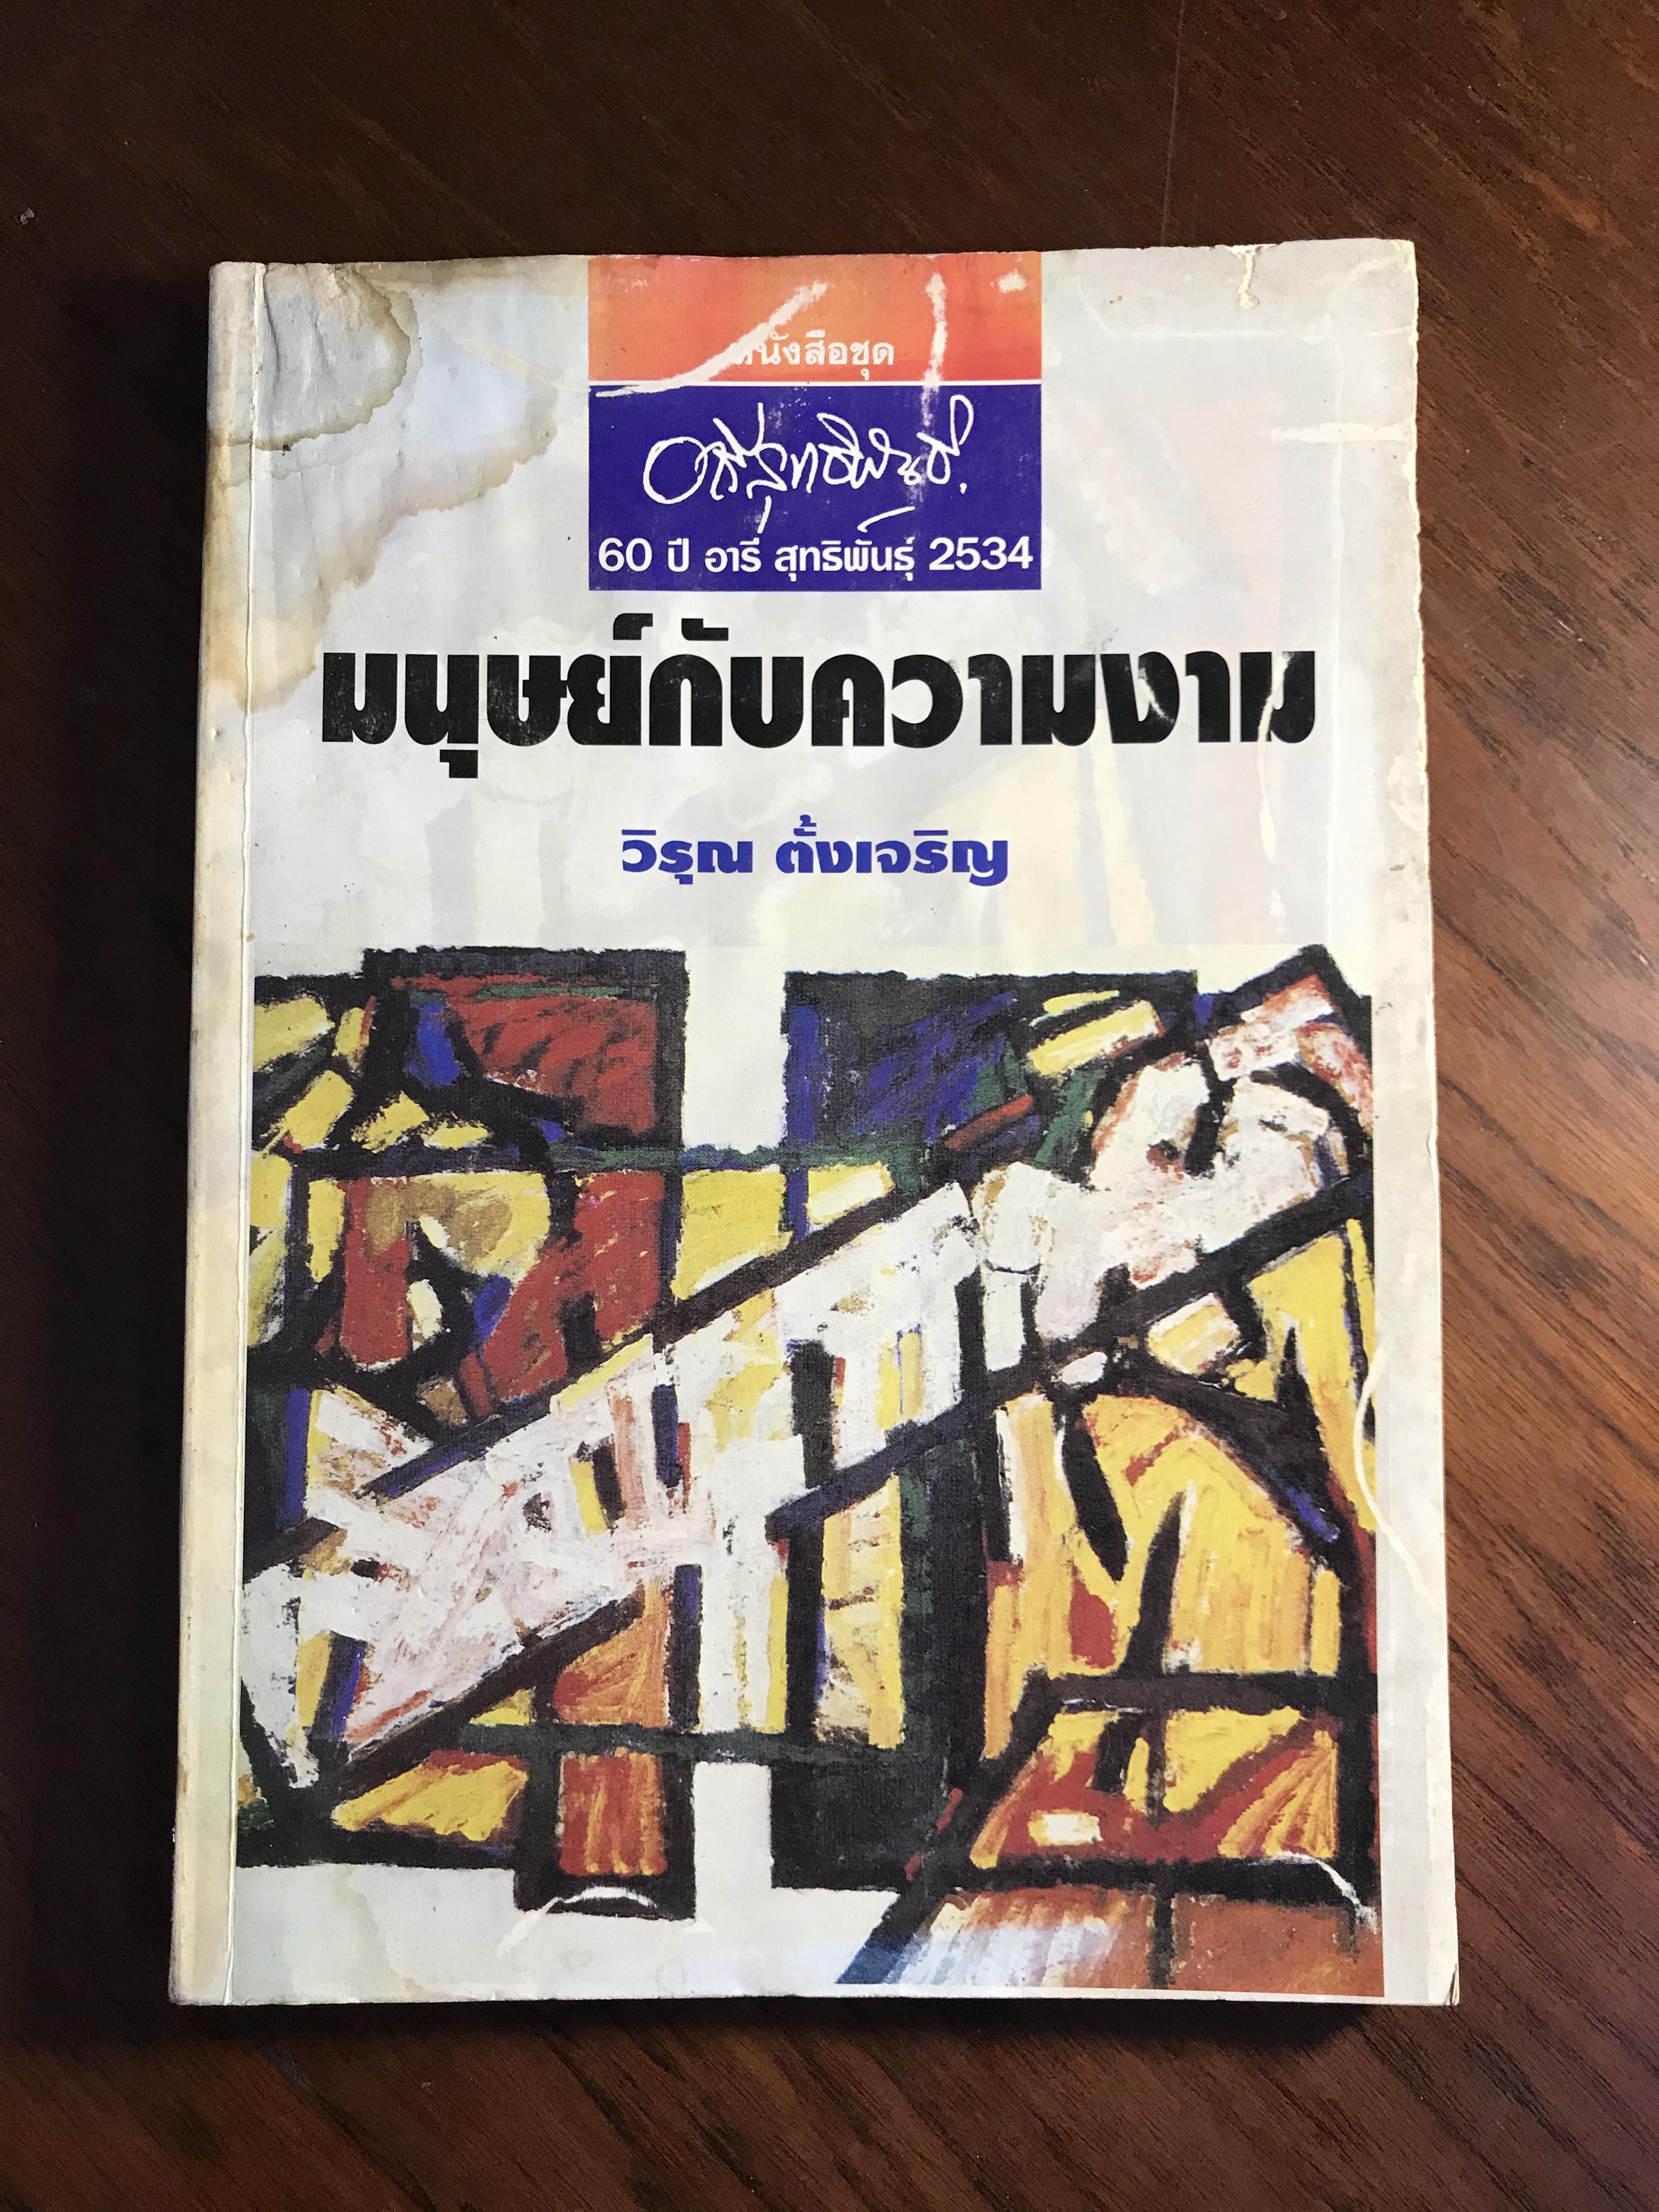 หนังสือชุด
อารี สุทธิพันธุ์.
60 ปี อารี สุทธิพันธุ์ 2534
มนุษย์กับความงาม
วิรุณ ตั้งเจริญ